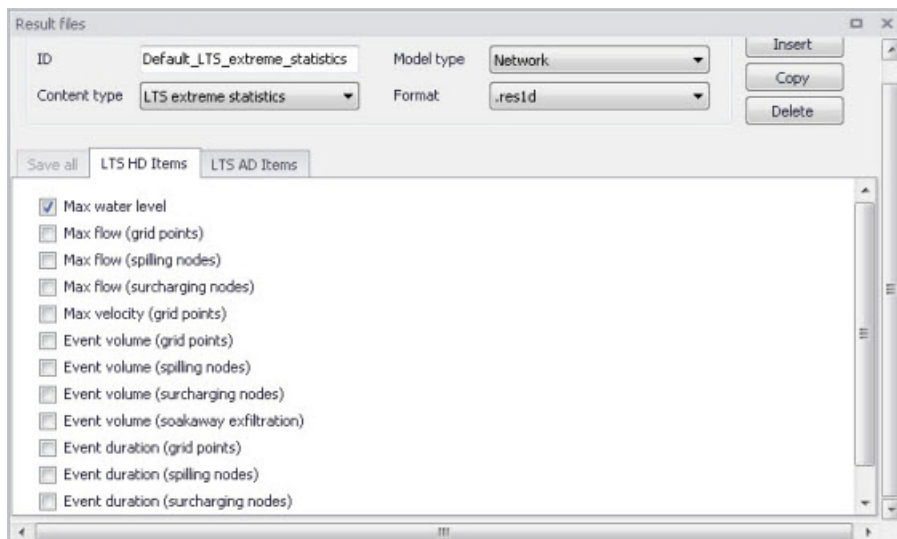 Result files
ID Default_LTS_extreme_statistics Model type Network Insert
Content type LTS extreme statistics Format .res1d Copy
Delete
Save all LTS HD Items LTS AD Items
Max water level
Max flow (grid points)
Max flow (spilling nodes)
Max flow (surcharging nodes)
Max velocity (grid points)
Event volume (grid points)
Event volume (spilling nodes)
Event volume (surcharging nodes)
Event volume (soakaway exfiltration)
Event duration (grid points)
Event duration (spilling nodes)
Event duration (surcharging nodes)